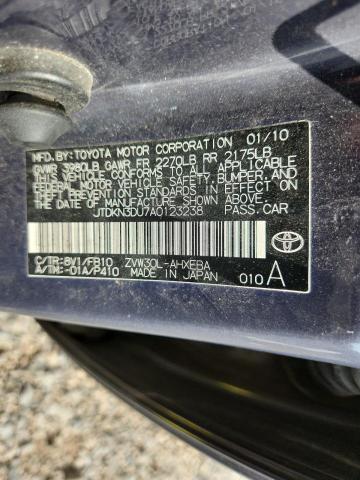 MFD. BY: TOYOTA MOTOR CORPORATION 01/10
GVWR 3980LB GAWR FR 2270LB RR 2175LB
THIS VEHICLE CONFORMS TO ALL APPLICABLE
FEDERAL MOTOR VEHICLE SAFETY, BUMPER, AND THEFT
PREVENTION STANDARDS IN EFFECT ON THE DATE OF
MANUFACTURE SHOWN ABOVE.
JTDKN3DU7A0123238 PASS.CAR
C/TR:8V1/FB10 ZVW30L-AHXEBA
A/TM:-01A/P410 MADE IN JAPAN 010 A
TOYOTA